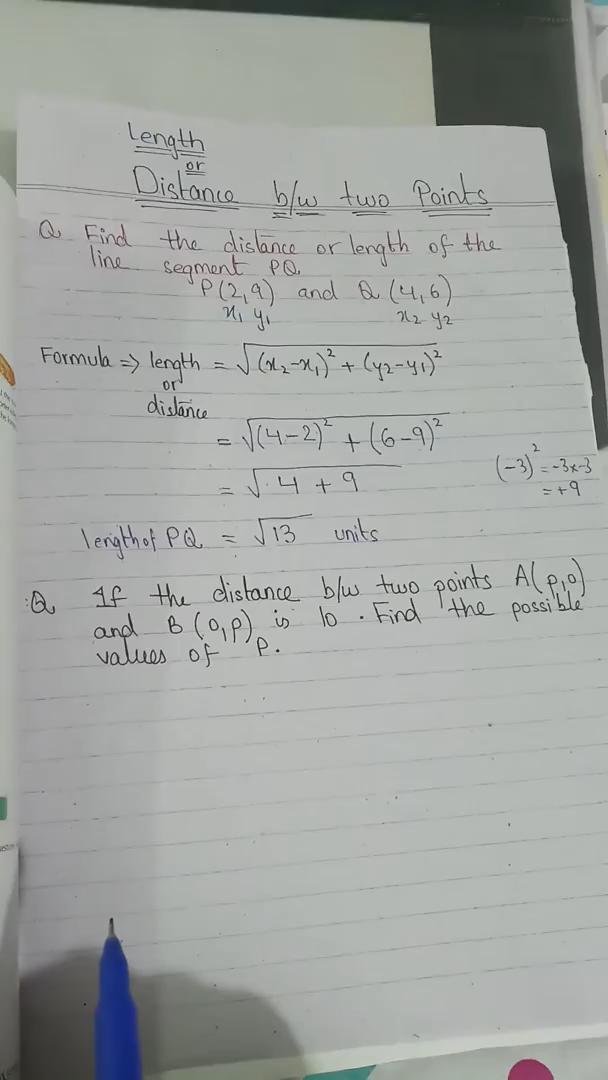 Length
or
Distance b/w two Points
Q Find the distance or length of the
line segment PQ
P(2,9) and Q(4,6)
x₁ y₁ x₂ y₂
Formula => length = √(x₂-x₁)² + (y₂-y₁)²
or
distance
= √(4-2)² + (6-9)²
= √4 + 9
(-3)² = -3x-3
= +9
length of PQ = √13 units
Q If the distance b/w two points A(p,0)
and B(0,p) is 10. Find the possible
values of p.